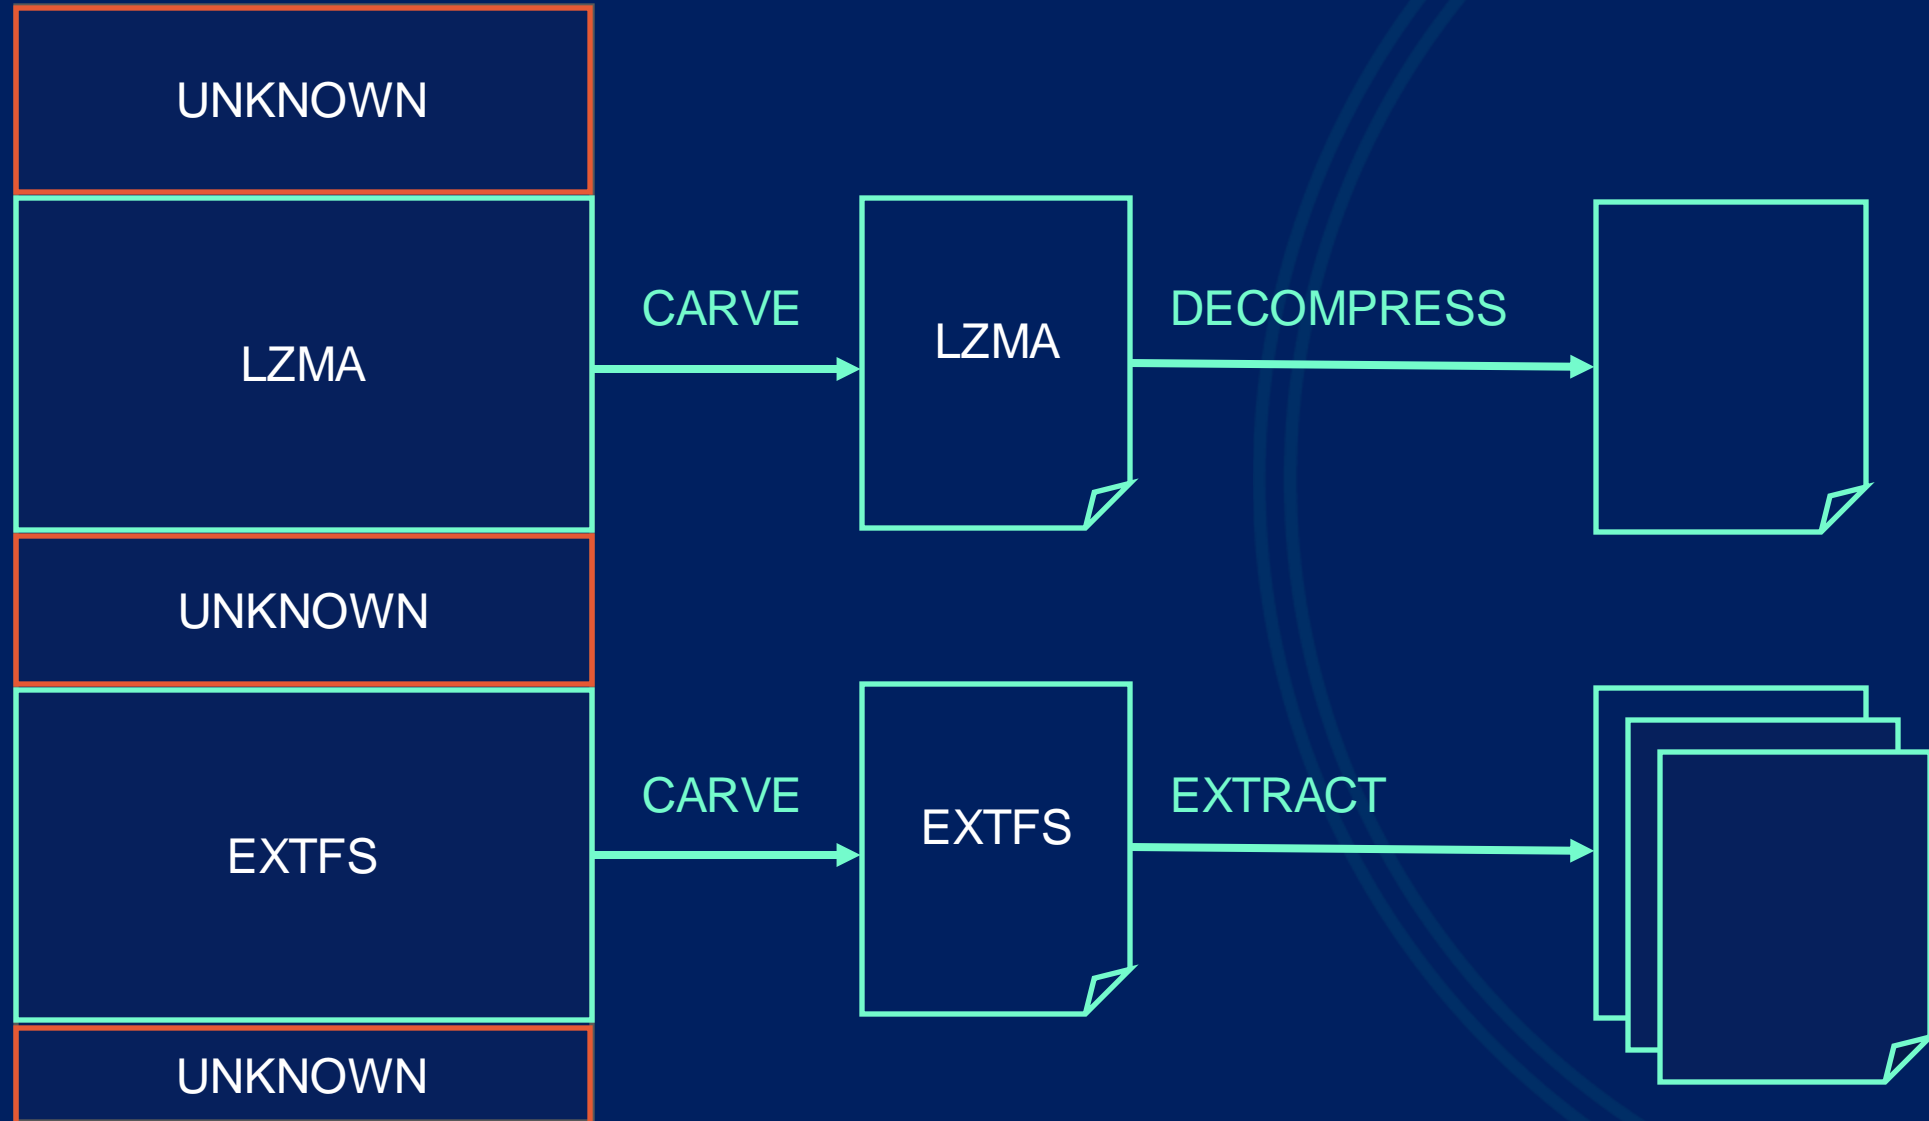 UNKNOWN
LZMA
CARVE
LZMA
DECOMPRESS
UNKNOWN
EXTFS
CARVE
EXTFS
EXTRACT
UNKNOWN